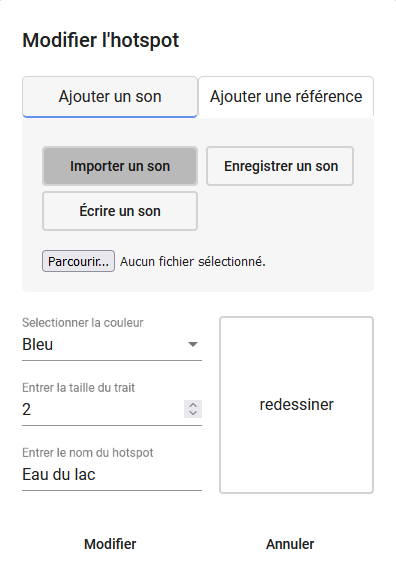 Modifier l'hotspot
Ajouter un son
Ajouter une référence
Importer un son
Enregistrer un son
Écrire un son
Parcourir... Aucun fichier sélectionné.
Selectionner la couleur
Bleu
Entrer la taille du trait
2
Entrer le nom du hotspot
Eau du lac
redessiner
Modifier
Annuler